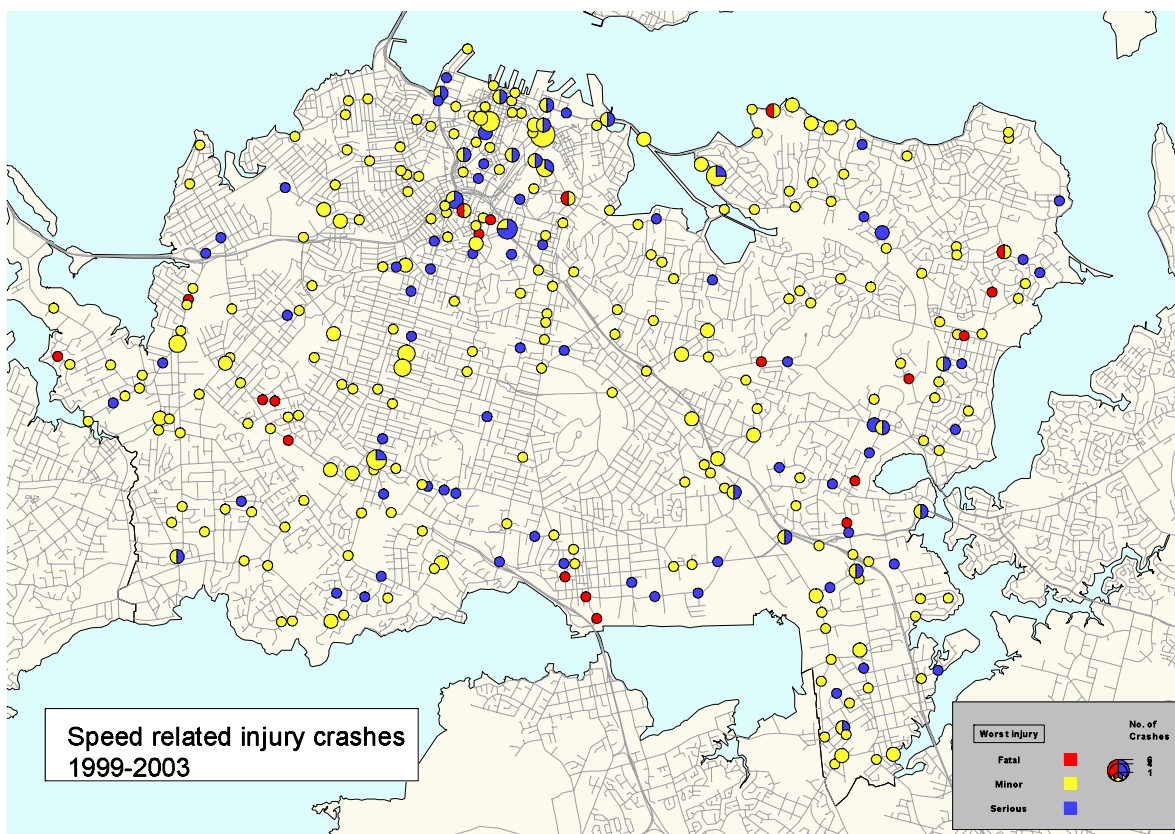 Speed related injury crashes
1999-2003
Worst injury
No. of
Crashes
Fatal
Minor
Serious
1